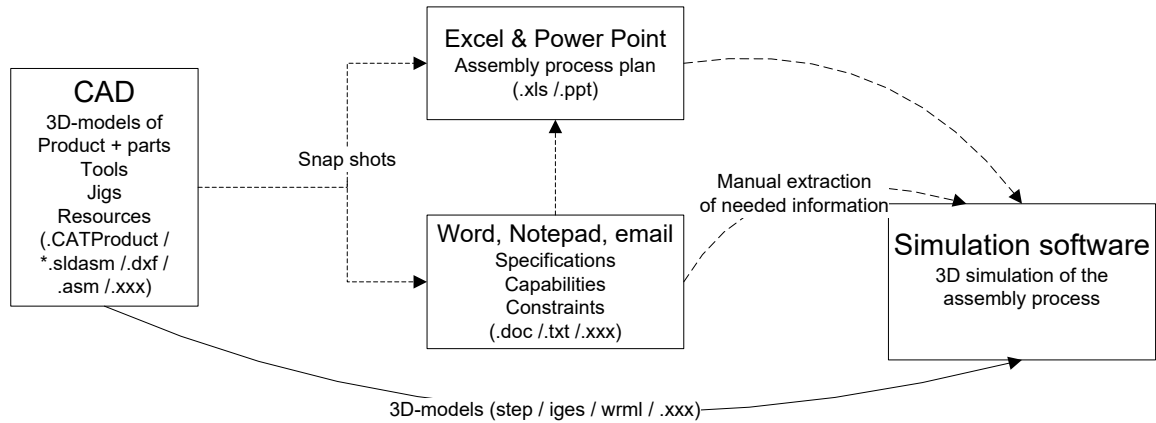 CAD
3D-models of
Product + parts
Tools
Jigs
Resources
(.CATProduct /
*.sldasm /.dxf /
.asm /.xxx)
Snap shots
Excel & Power Point
Assembly process plan
(.xls /.ppt)
Word, Notepad, email
Specifications
Capabilities
Constraints
(.doc /.txt /.xxx)
Manual extraction
of needed information
Simulation software
3D simulation of the
assembly process
3D-models (step / iges / wrml / .xxx)